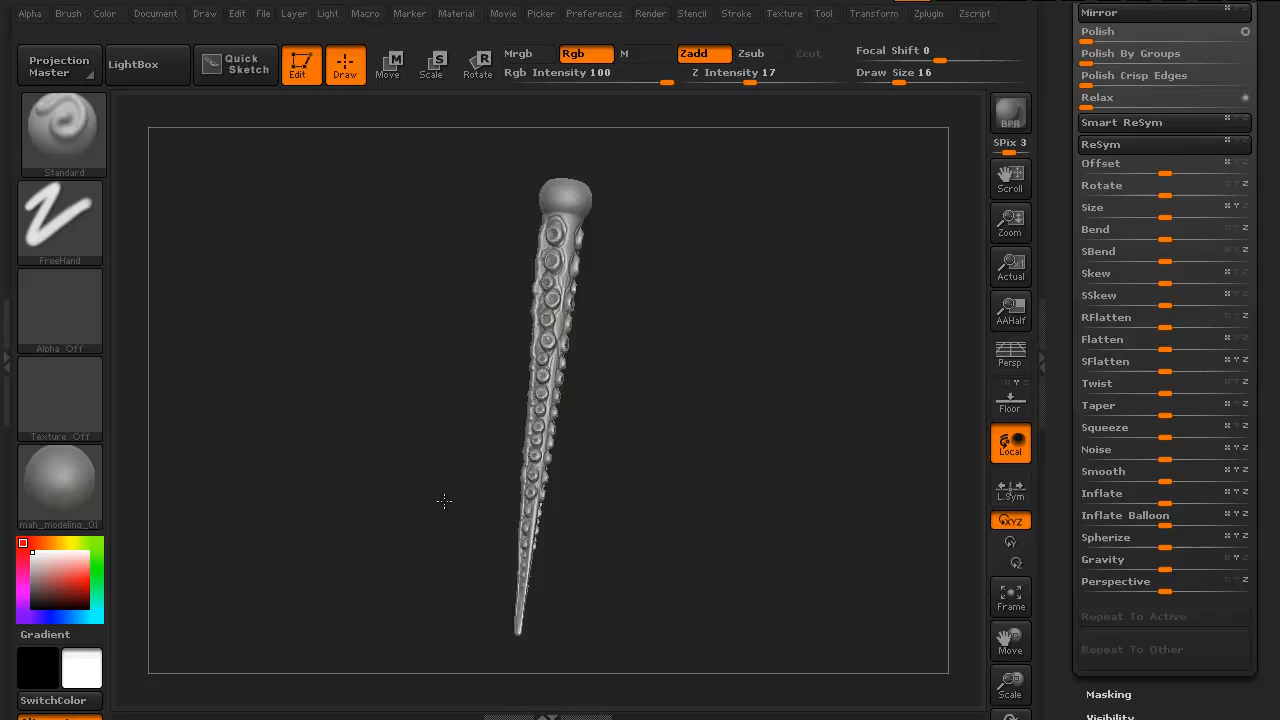 Alpha Brush Color Document Draw Edit File Layer Light Macro Marker Material Movie Picker Preferences Render Stencil Stroke Texture Tool Transform Zplugin Zscript
Projection Master
LightBox
Quick Sketch
Edit
Draw
Move
Scale
Rotate
Mrgb Rgb M Zadd Zsub Zcut
Rgb Intensity 100 Z Intensity 17
Focal Shift 0
Draw Size 16
Standard
FreeHand
Alpha Off
Texture Off
mah_modeling_01
Gradient
SwitchColor
BPR
SPix 3
Scroll
Zoom
Actual
AAHalf
Persp
Floor
Local
L.Sym
XYZ
Y
Z
Frame
Move
Scale
Mirror
Polish
Polish By Groups
Polish Crisp Edges
Relax
Smart ReSym
ReSym
Offset
Rotate
Size
Bend
SBend
Skew
SSkew
RFlatten
Flatten
SFlatten
Twist
Taper
Squeeze
Noise
Smooth
Inflate
Inflate Balloon
Spherize
Gravity
Perspective
Repeat To Active
Repeat To Other
Masking
Visibility